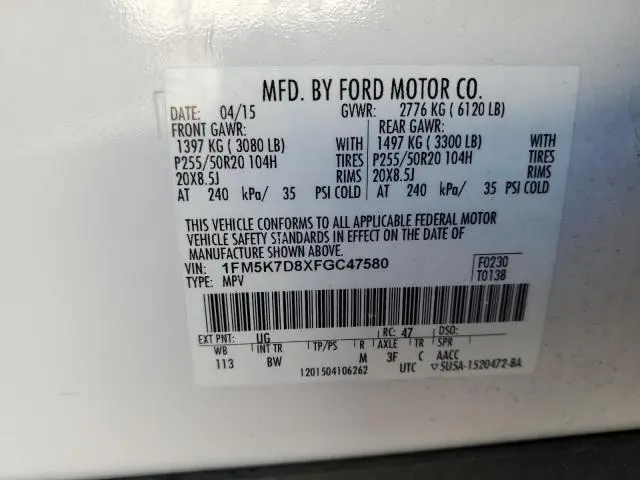 MFD. BY FORD MOTOR CO.
DATE: 04/15 GVWR: 2776 KG ( 6120 LB)
FRONT GAWR: REAR GAWR:
1397 KG ( 3080 LB) WITH 1497 KG ( 3300 LB) WITH
P255/50R20 104H TIRES P255/50R20 104H TIRES
20X8.5J RIMS 20X8.5J RIMS
AT 240 kPa/ 35 PSI COLD AT 240 kPa/ 35 PSI COLD
THIS VEHICLE CONFORMS TO ALL APPLICABLE FEDERAL MOTOR
VEHICLE SAFETY STANDARDS IN EFFECT ON THE DATE OF
MANUFACTURE SHOWN ABOVE.
VIN: 1FM5K7D8XFGC47580 F0230
TYPE: MPV T0138
EXT PNT: UG RC: 47 DSO:
WB INT TR TP/PS R AXLE TR SPR
113 BW M 3F C AACC
1201504106262 UTC ▽5U5A-1520472-BA